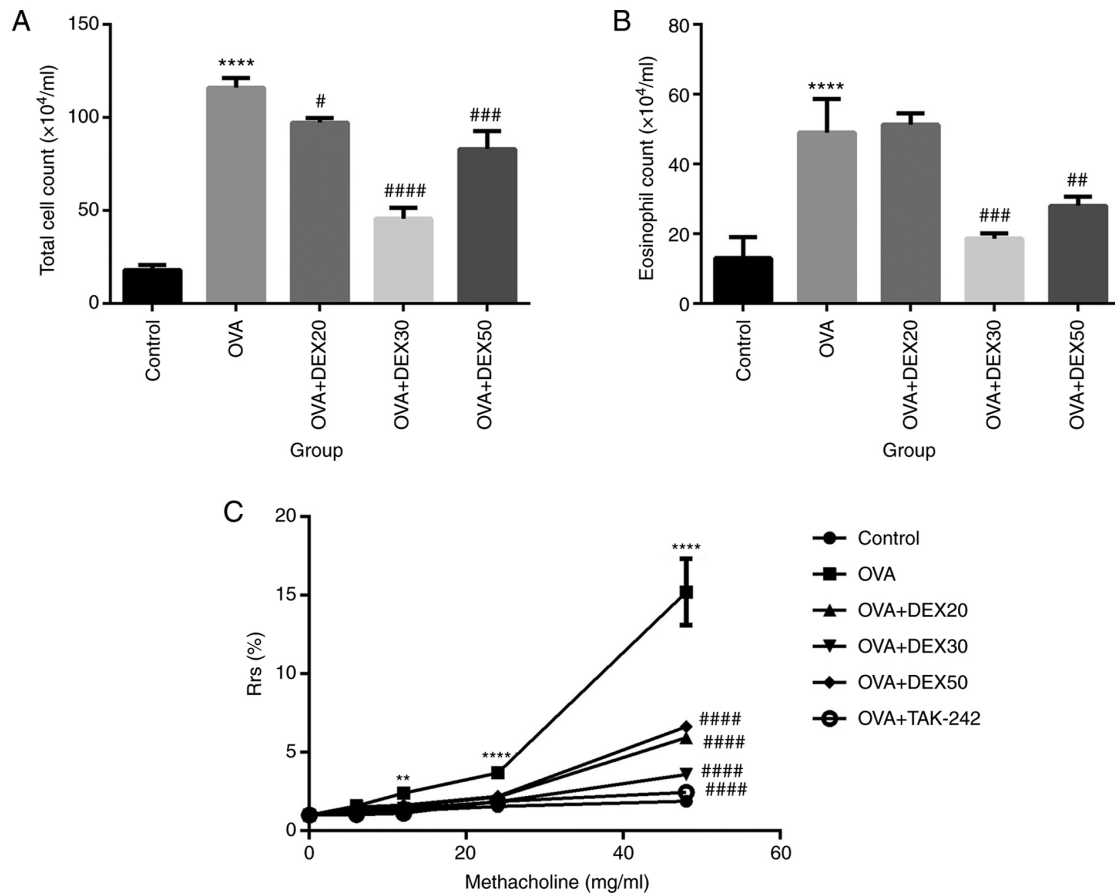 A
Total cell count (×10⁴/ml)
150
100
50
0
****
#
####
###
Control
OVA
OVA+DEX20
OVA+DEX30
OVA+DEX50
Group
B
Eosinophil count (×10⁴/ml)
80
60
40
20
0
****
###
##
Control
OVA
OVA+DEX20
OVA+DEX30
OVA+DEX50
Group
C
Rrs (%)
20
15
10
5
0
**
****
****
####
####
####
####
0
20
40
60
Methacholine (mg/ml)
Control
OVA
OVA+DEX20
OVA+DEX30
OVA+DEX50
OVA+TAK-242